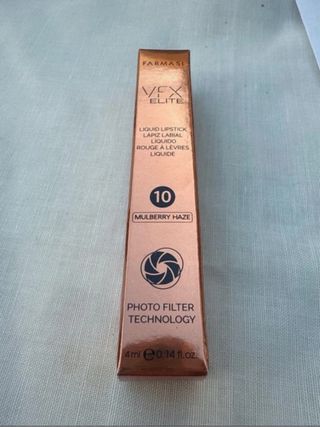 FARMASI
VFX
ELITE
LIQUID LIPSTICK
LÁPIZ LABIAL
LÍQUIDO
ROUGE À LÈVRES
LIQUIDE
10
MULBERRY HAZE
PHOTO FILTER
TECHNOLOGY
4ml ℮ 0.14 fl.oz.